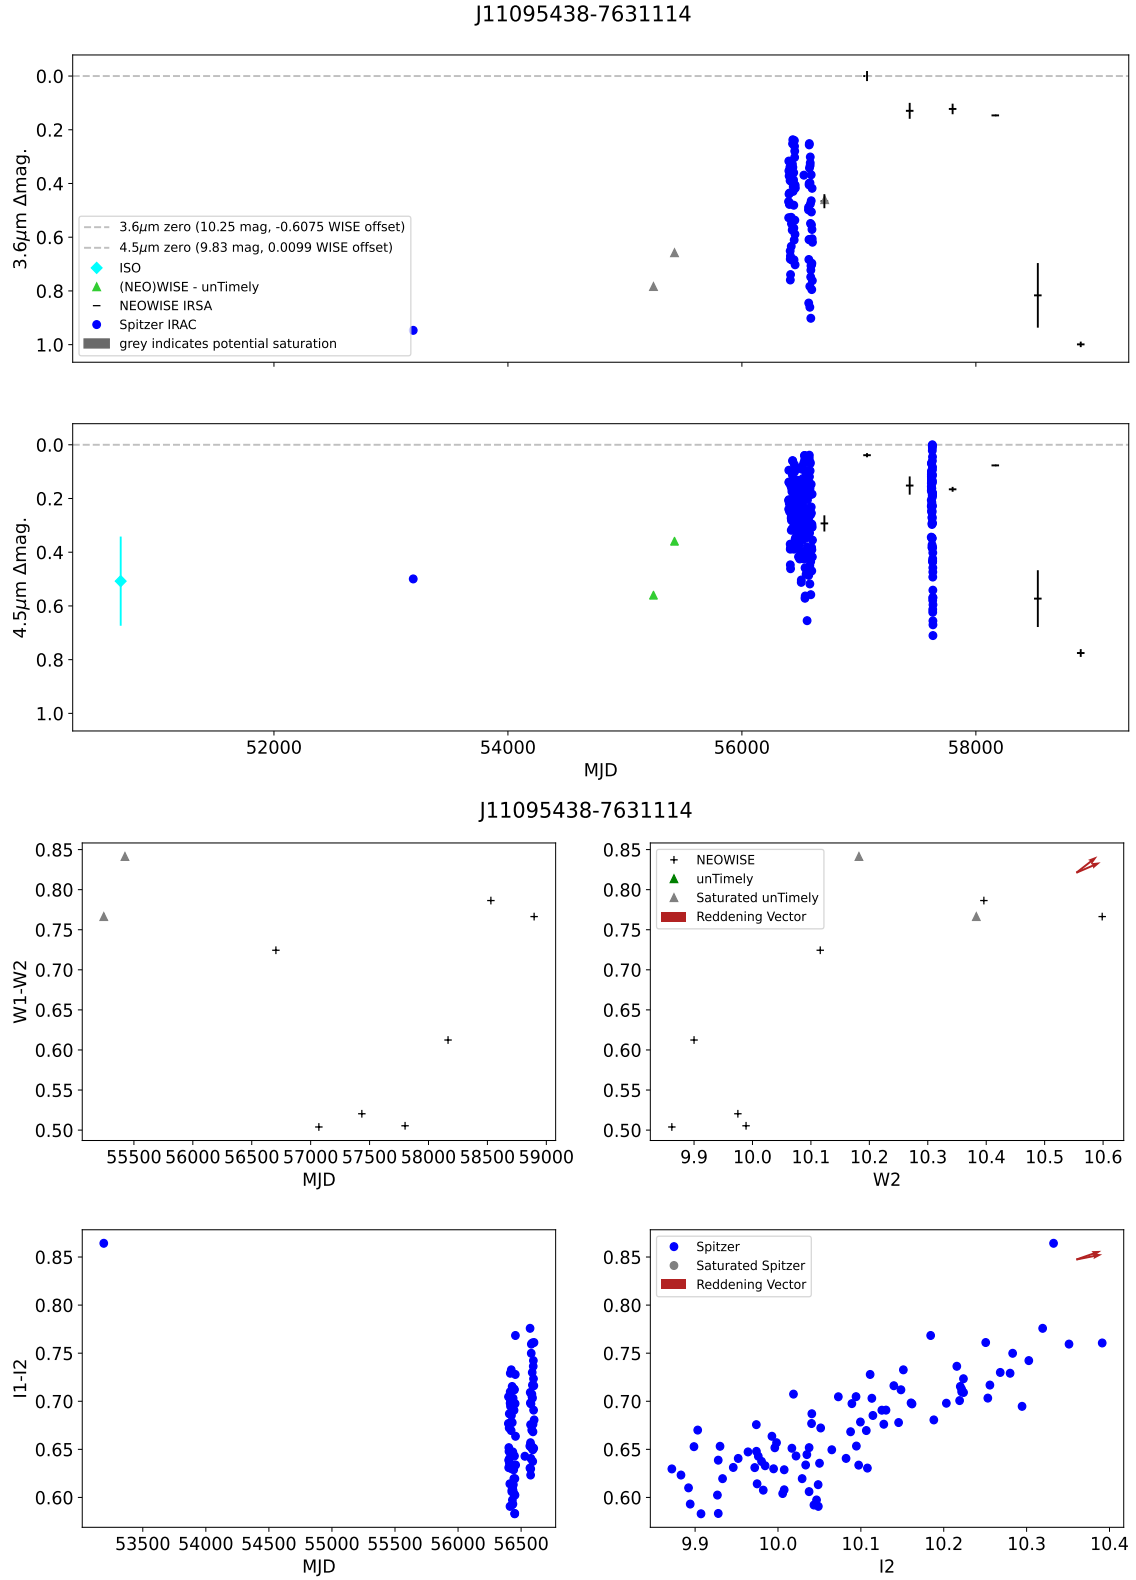 J11095438-7631114
0.0
0.2
0.4
0.6
0.8
1.0
3.6μm Δmag.
3.6μm zero (10.25 mag, -0.6075 WISE offset)
4.5μm zero (9.83 mag, 0.0099 WISE offset)
ISO
(NEO)WISE - unTimely
NEOWISE IRSA
Spitzer IRAC
grey indicates potential saturation
0.0
0.2
0.4
0.6
0.8
1.0
4.5μm Δmag.
52000 54000 56000 58000
MJD
J11095438-7631114
0.85
0.80
0.75
0.70
0.65
0.60
0.55
0.50
W1-W2
55500 56000 56500 57000 57500 58000 58500 59000
MJD
0.85
0.80
0.75
0.70
0.65
0.60
0.55
0.50
NEOWISE
unTimely
Saturated unTimely
Reddening Vector
9.9 10.0 10.1 10.2 10.3 10.4 10.5 10.6
W2
0.85
0.80
0.75
0.70
0.65
0.60
I1-I2
53500 54000 54500 55000 55500 56000 56500
MJD
0.85
0.80
0.75
0.70
0.65
0.60
Spitzer
Saturated Spitzer
Reddening Vector
9.9 10.0 10.1 10.2 10.3 10.4
I2